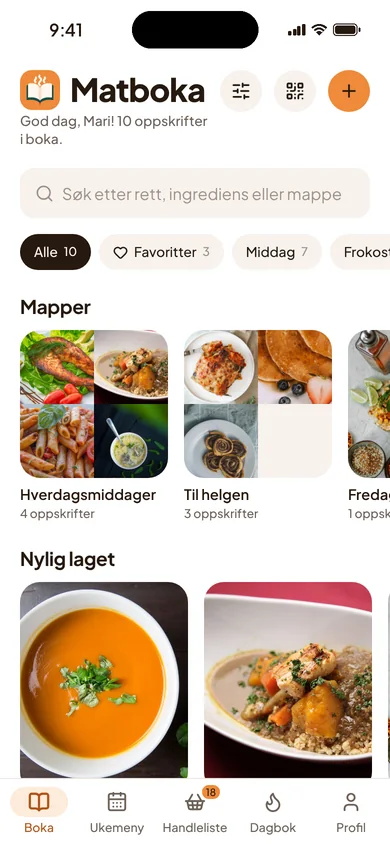 9:41
Matboka
God dag, Mari! 10 oppskrifter
i boka.
Søk etter rett, ingrediens eller mappe
Alle 10
Favoritter 3
Middag 7
Frokost
Mapper
Hverdagsmiddager
4 oppskrifter
Til helgen
3 oppskrifter
Freda
1 oppsk
Nylig laget
18
Boka
Ukemeny
Handleliste
Dagbok
Profil